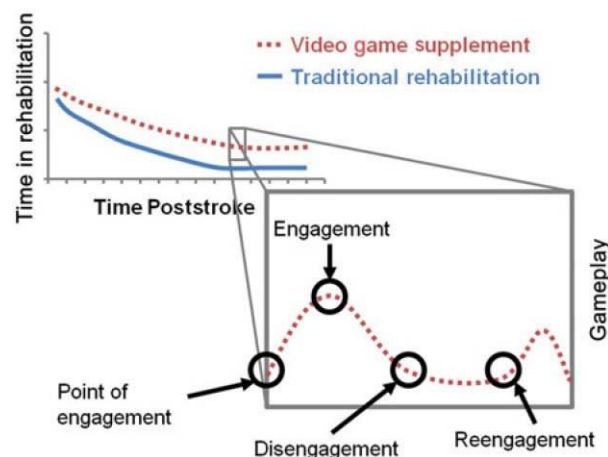 Time in rehabilitation
Video game supplement
Traditional rehabilitation
Time Poststroke
Engagement
Gameplay
Point of
engagement
Disengagement
Reengagement